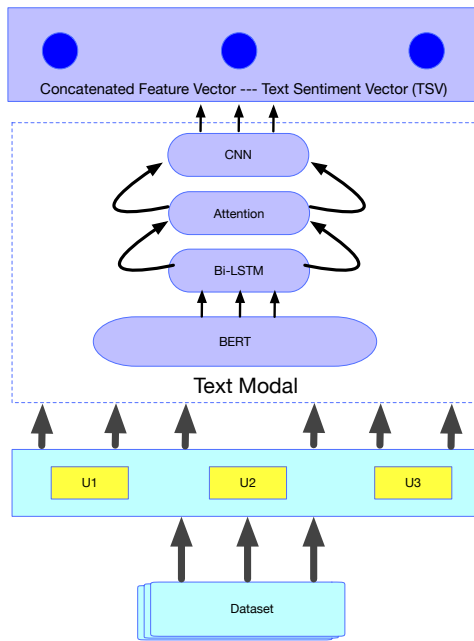 Concatenated Feature Vector --- Text Sentiment Vector (TSV)
CNN
Attention
Bi-LSTM
BERT
Text Modal
U1 U2 U3
Dataset